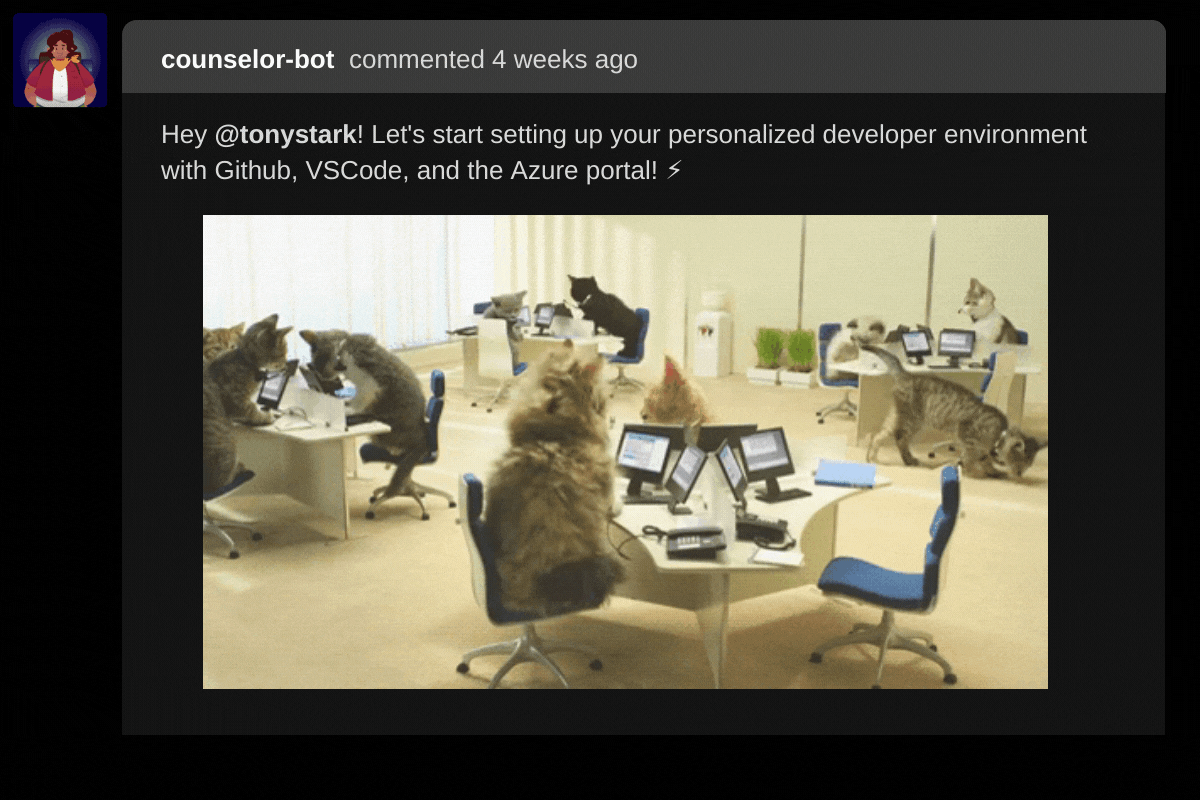 counselor-bot commented 4 weeks ago
Hey @tonystark! Let's start setting up your personalized developer environment
with Github, VSCode, and the Azure portal! ⚡